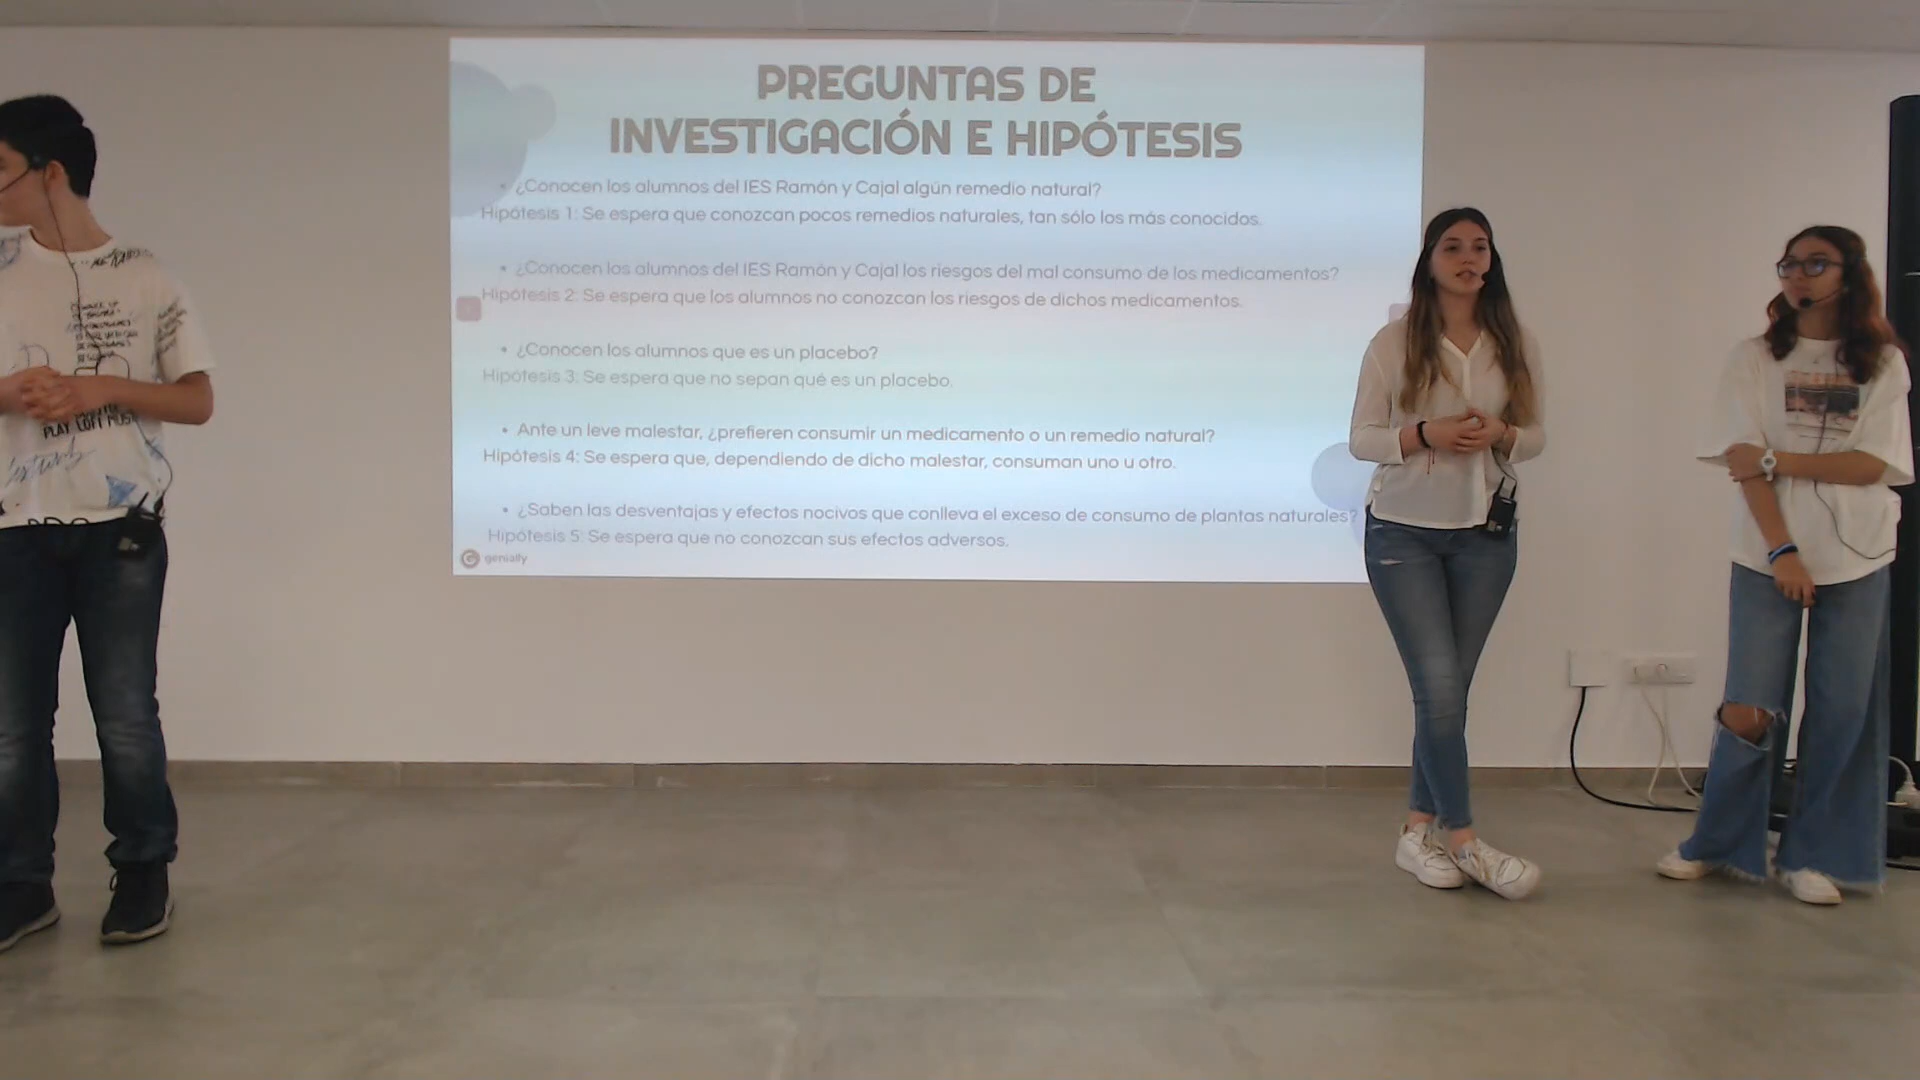 PREGUNTAS DE
INVESTIGACIÓN E HIPÓTESIS
• ¿Conocen los alumnos del IES Ramón y Cajal algún remedio natural?
Hipótesis 1: Se espera que conozcan pocos remedios naturales, tan sólo los más conocidos.
• ¿Conocen los alumnos del IES Ramón y Cajal los riesgos del mal consumo de los medicamentos?
Hipótesis 2: Se espera que los alumnos no conozcan los riesgos de dichos medicamentos.
• ¿Conocen los alumnos que es un placebo?
Hipótesis 3: Se espera que no sepan qué es un placebo.
• Ante un leve malestar, ¿prefieren consumir un medicamento o un remedio natural?
Hipótesis 4: Se espera que, dependiendo de dicho malestar, consuman uno u otro.
• ¿Saben las desventajas y efectos nocivos que conlleva el exceso de consumo de plantas naturales?
Hipótesis 5: Se espera que no conozcan sus efectos adversos.
genially
PLAY LOFI MUSIC